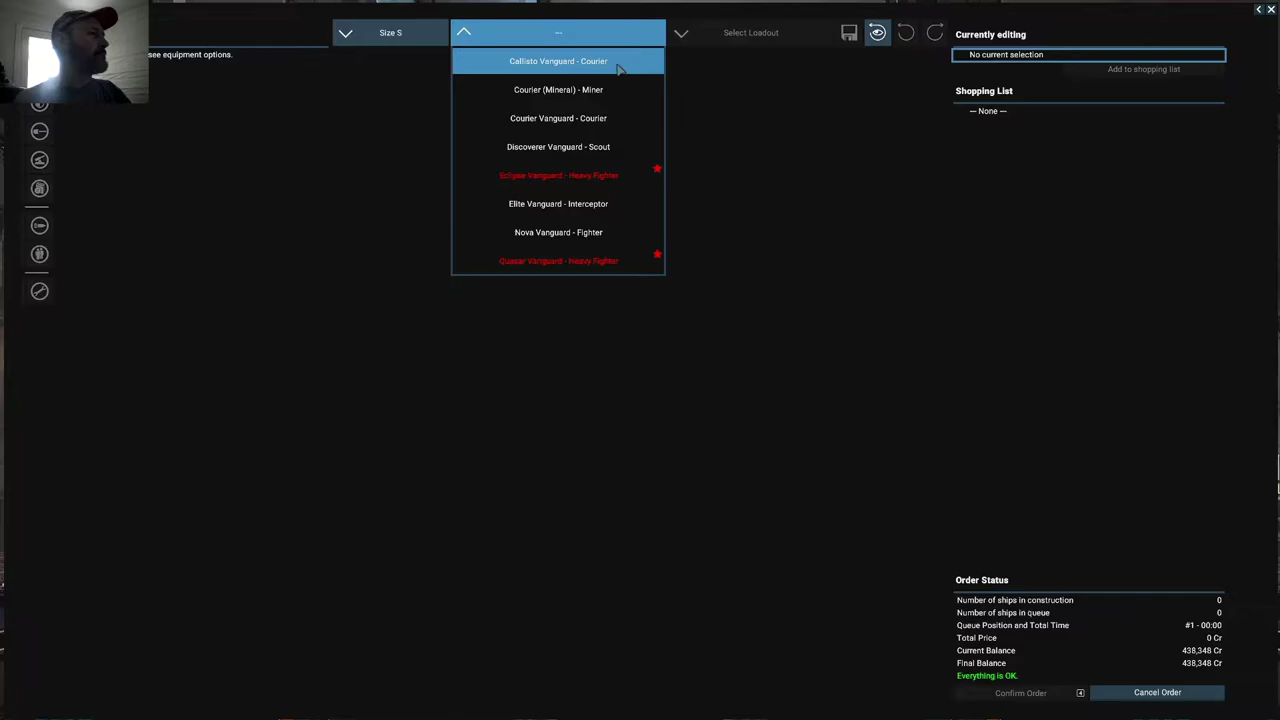 see equipment options.
Size S
--
Select Loadout
Callisto Vanguard - Courier
Courier (Mineral) - Miner
Courier Vanguard - Courier
Discoverer Vanguard - Scout
Eclipse Vanguard - Heavy Fighter
Elite Vanguard - Interceptor
Nova Vanguard - Fighter
Quasar Vanguard - Heavy Fighter
Currently editing
No current selection
Add to shopping list
Shopping List
— None —
Order Status
Number of ships in construction 0
Number of ships in queue 0
Queue Position and Total Time #1 - 00:00
Total Price 0 Cr
Current Balance 438,348 Cr
Final Balance 438,348 Cr
Everything is OK.
Confirm Order
Cancel Order